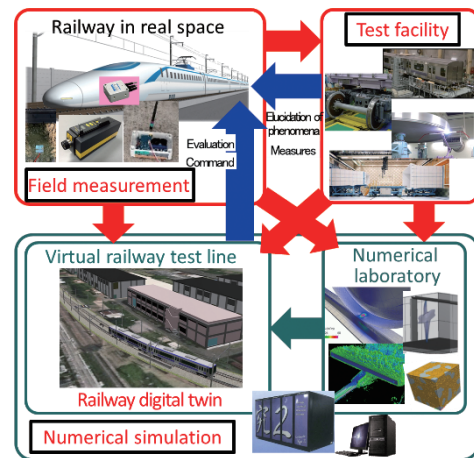 Railway in real space
Test facility
Elucidation of
phenomena
Evaluation
Command
Measures
Field measurement
Virtual railway test line
Numerical
laboratory
Railway digital twin
Numerical simulation